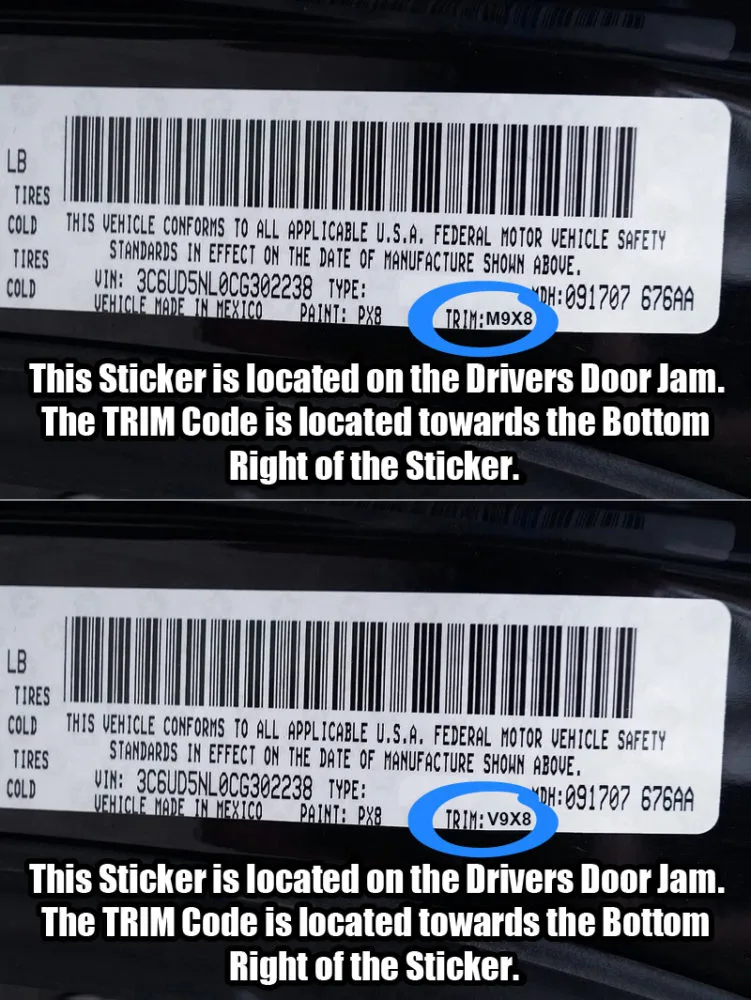 LB
TIRES
COLD
TIRES
COLD
THIS VEHICLE CONFORMS TO ALL APPLICABLE U.S.A. FEDERAL MOTOR VEHICLE SAFETY
STANDARDS IN EFFECT ON THE DATE OF MANUFACTURE SHOWN ABOVE.
VIN: 3C6UD5NL0CG302238 TYPE:
MDH:091707 676AA
VEHICLE MADE IN MEXICO PAINT: PX8 TRIM:M9X8
This Sticker is located on the Drivers Door Jam.
The TRIM Code is located towards the Bottom
Right of the Sticker.
LB
TIRES
COLD
TIRES
COLD
THIS VEHICLE CONFORMS TO ALL APPLICABLE U.S.A. FEDERAL MOTOR VEHICLE SAFETY
STANDARDS IN EFFECT ON THE DATE OF MANUFACTURE SHOWN ABOVE.
VIN: 3C6UD5NL0CG302238 TYPE:
MDH:091707 676AA
VEHICLE MADE IN MEXICO PAINT: PX8 TRIM:V9X8
This Sticker is located on the Drivers Door Jam.
The TRIM Code is located towards the Bottom
Right of the Sticker.